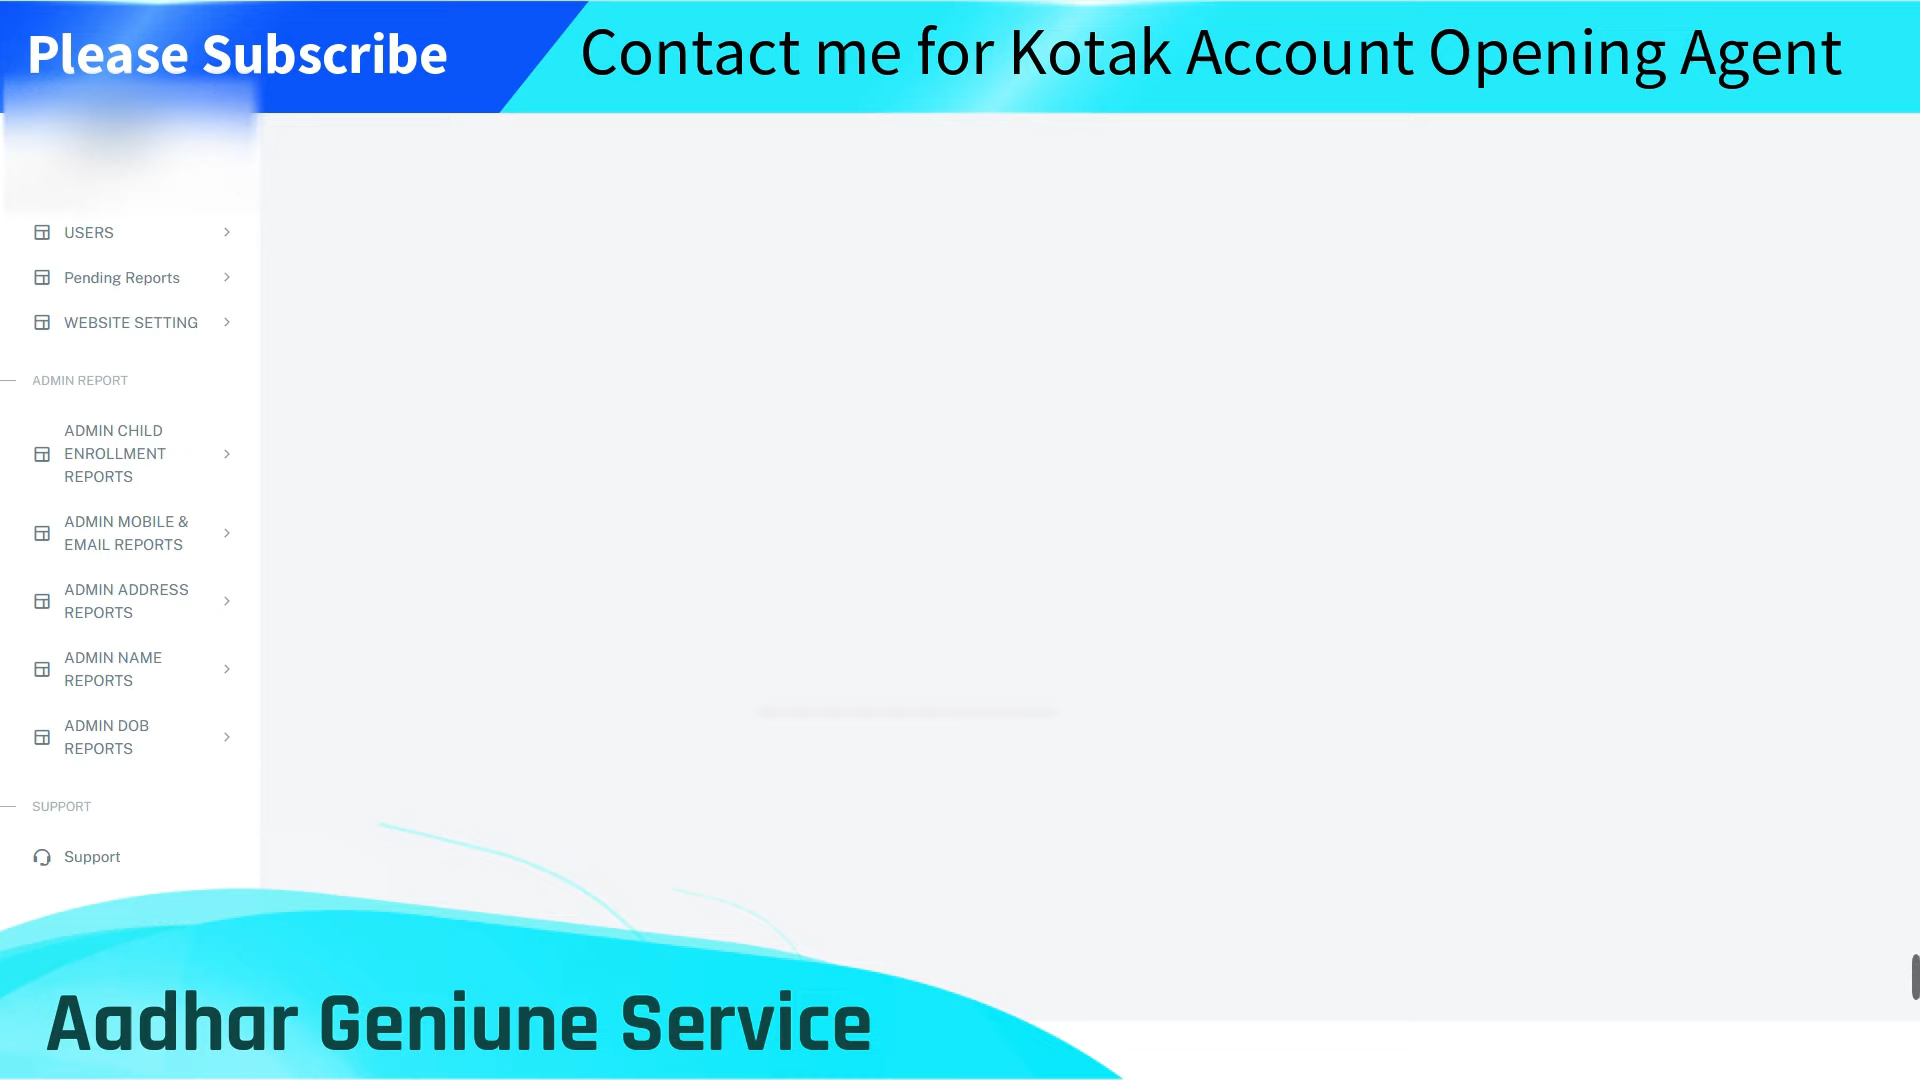 Please Subscribe
Contact me for Kotak Account Opening Agent
USERS
Pending Reports
WEBSITE SETTING
ADMIN REPORT
ADMIN CHILD
ENROLLMENT
REPORTS
ADMIN MOBILE &
EMAIL REPORTS
ADMIN ADDRESS
REPORTS
ADMIN NAME
REPORTS
ADMIN DOB
REPORTS
SUPPORT
Support
Aadhar Geniune Service